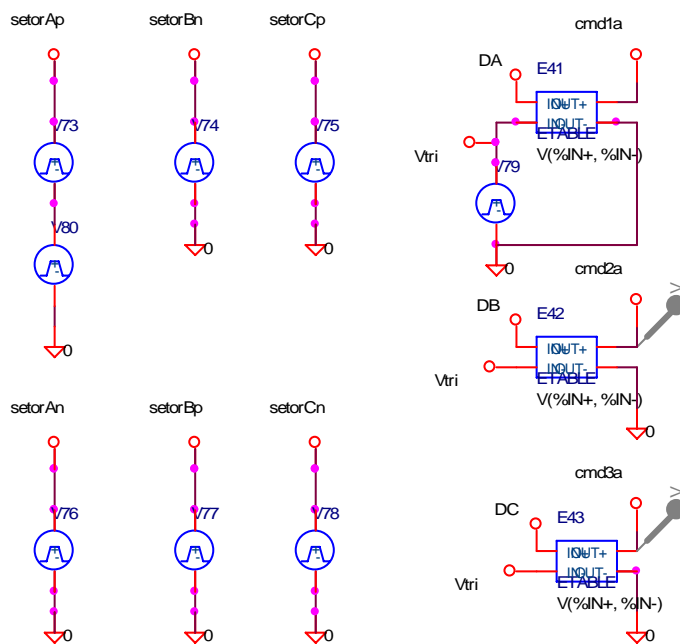 setorAp
setorBn
setorCp
cmd1a
DA
E41
V73
V74
V75
IN+
OUT+
IN-
OUT-
ETABLE
V(%IN+, %IN-)
Vtri
V79
V80
0
0
0
cmd2a
DB
E42
V
IN+
OUT+
IN-
OUT-
ETABLE
V(%IN+, %IN-)
Vtri
0
0
setorAn
setorBp
setorCn
cmd3a
DC
E43
V
V76
V77
V78
IN+
OUT+
IN-
OUT-
ETABLE
V(%IN+, %IN-)
Vtri
0
0
0
0